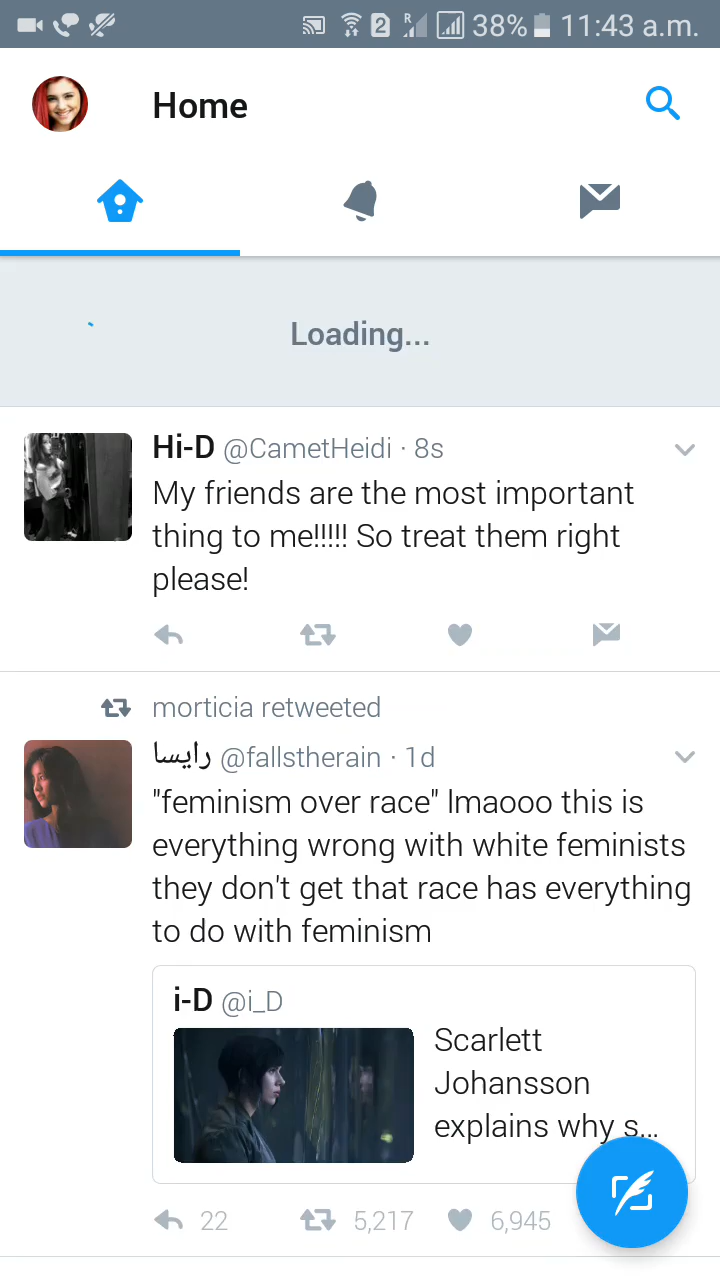 2 R 38% 11:43 a.m.
Home
Loading...
Hi-D @CametHeidi · 8s
My friends are the most important
thing to me!!!!! So treat them right
please!
morticia retweeted
رايسا @fallstherain · 1d
"feminism over race" lmaooo this is
everything wrong with white feminists
they don't get that race has everything
to do with feminism
i-D @i_D
Scarlett
Johansson
explains why s...
22 5,217 6,945